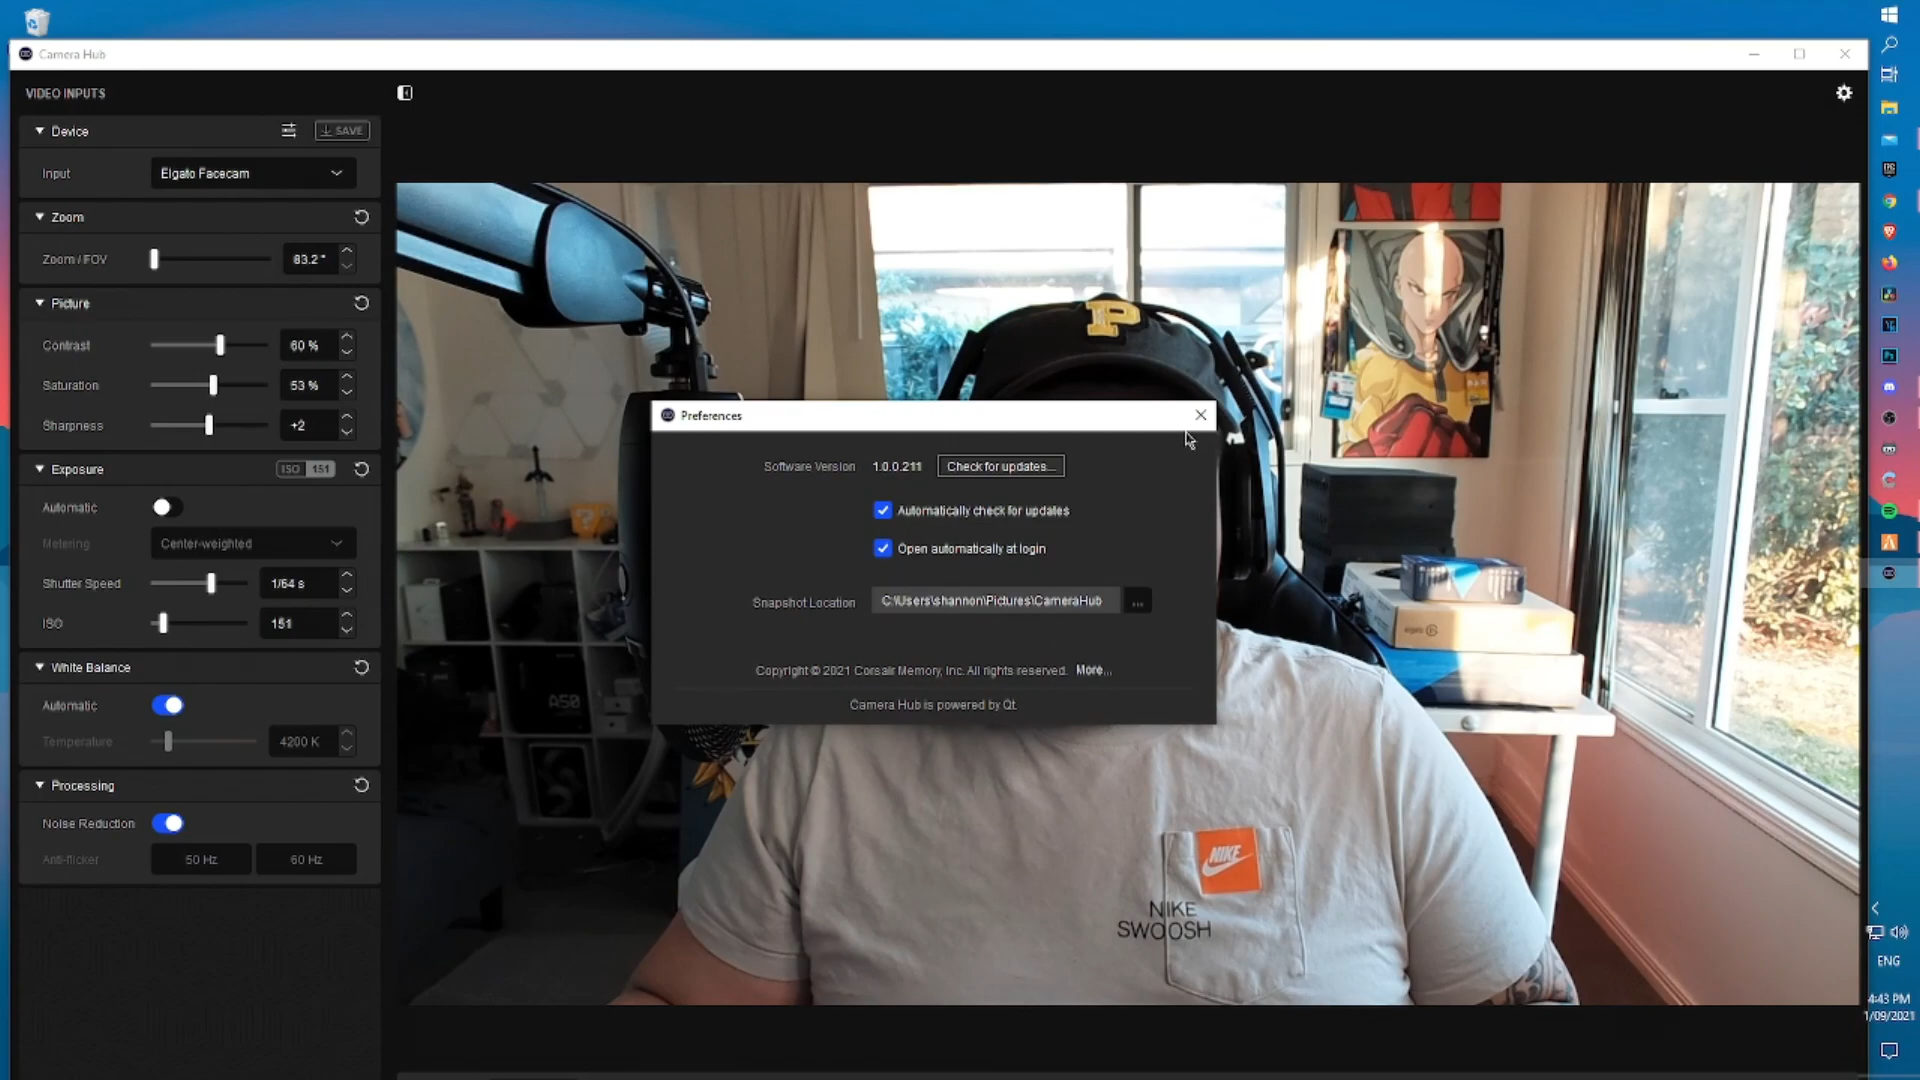 Camera Hub
VIDEO INPUTS
Device
SAVE
Input
Elgato Facecam
Zoom
Zoom / FOV
83.2 °
Picture
Contrast
60 %
Saturation
53 %
Sharpness
+2
Exposure
ISO 151
Automatic
Metering
Center-weighted
Shutter Speed
1/64 s
ISO
151
White Balance
Automatic
Temperature
4200 K
Processing
Noise Reduction
Anti-flicker
50 Hz
60 Hz
P
Preferences
Software Version
1.0.0.211
Check for updates...
Automatically check for updates
Open automatically at login
Snapshot Location
C:\Users\shannon\Pictures\CameraHub
...
Copyright © 2021 Corsair Memory, Inc. All rights reserved. More...
Camera Hub is powered by Qt.
A50
elgato
NIKE
NIKE
SWOOSH
Ps
ENG
4:43 PM
1/09/2021